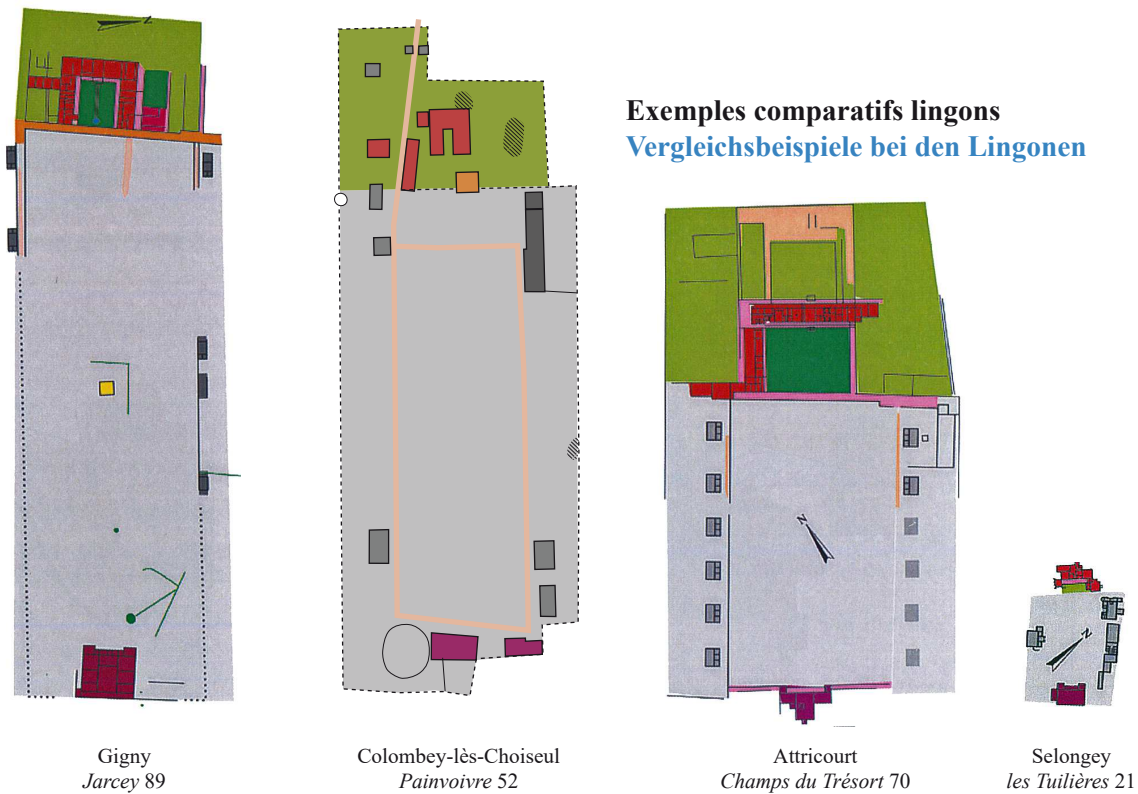 Exemples comparatifs lingons
Vergleichsbeispiele bei den Lingonen
N
N
N
Gigny
Jarcey 89
Colombey-lès-Choiseul
Painvoivre 52
Attricourt
Champs du Trésort 70
Selongey
les Tuilières 21